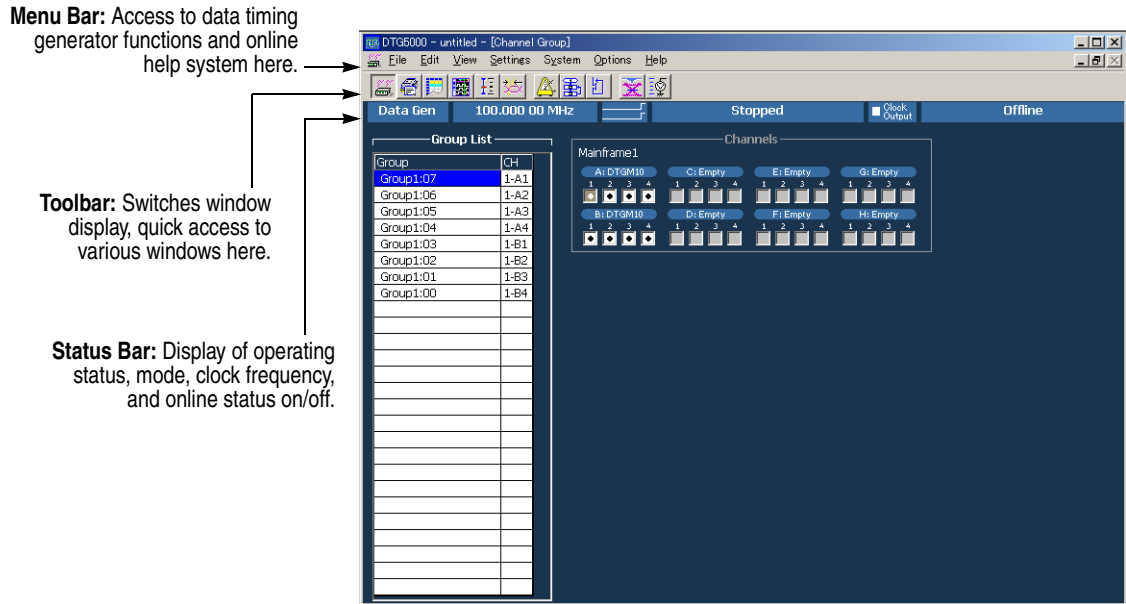 Menu Bar: Access to data timing
generator functions and online
help system here.
Toolbar: Switches window
display, quick access to
various windows here.
Status Bar: Display of operating
status, mode, clock frequency,
and online status on/off.
DTG5000 - untitled - [Channel Group]
File Edit View Settings System Options Help
Data Gen 100.000 00 MHz Stopped Clock Output Offline
Group List
Group CH
Group1:07 1-A1
Group1:06 1-A2
Group1:05 1-A3
Group1:04 1-A4
Group1:03 1-B1
Group1:02 1-B2
Group1:01 1-B3
Group1:00 1-B4
Channels
Mainframe1
A: DTGM10 C: Empty E: Empty G: Empty
1 2 3 4 1 2 3 4 1 2 3 4 1 2 3 4
B: DTGM10 D: Empty F: Empty H: Empty
1 2 3 4 1 2 3 4 1 2 3 4 1 2 3 4